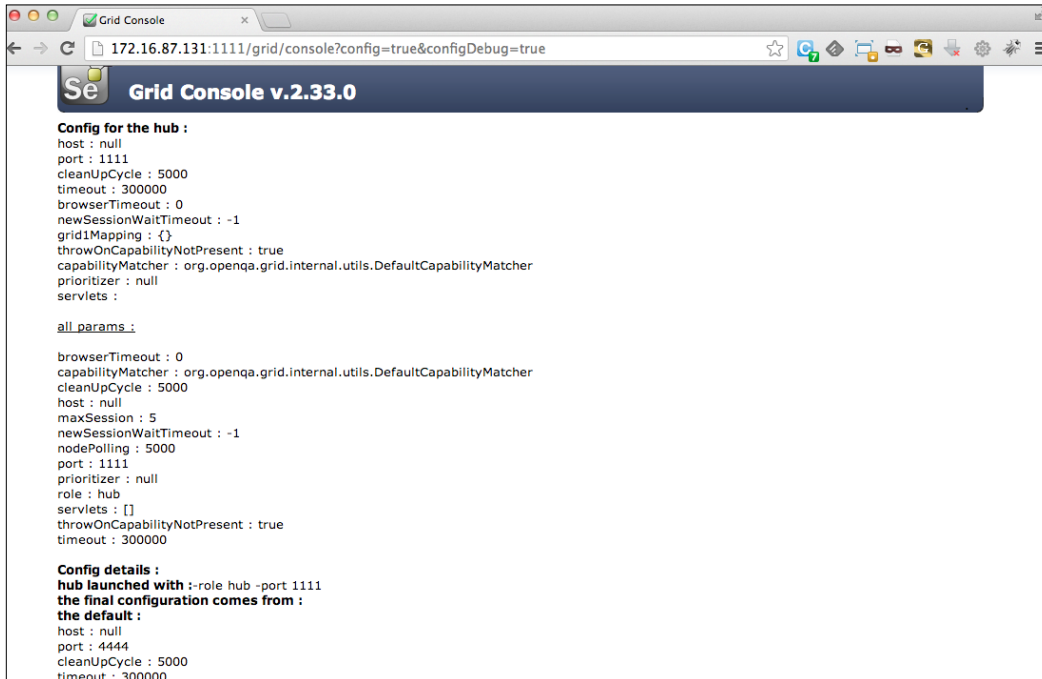 Grid Console
172.16.87.131:1111/grid/console?config=true&configDebug=true
Se
Grid Console v.2.33.0
Config for the hub :
host : null
port : 1111
cleanUpCycle : 5000
timeout : 300000
browserTimeout : 0
newSessionWaitTimeout : -1
grid1Mapping : {}
throwOnCapabilityNotPresent : true
capabilityMatcher : org.openqa.grid.internal.utils.DefaultCapabilityMatcher
prioritizer : null
servlets :
all params :
browserTimeout : 0
capabilityMatcher : org.openqa.grid.internal.utils.DefaultCapabilityMatcher
cleanUpCycle : 5000
host : null
maxSession : 5
newSessionWaitTimeout : -1
nodePolling : 5000
port : 1111
prioritizer : null
role : hub
servlets : []
throwOnCapabilityNotPresent : true
timeout : 300000
Config details :
hub launched with :-role hub -port 1111
the final configuration comes from :
the default :
host : null
port : 4444
cleanUpCycle : 5000
timeout : 300000